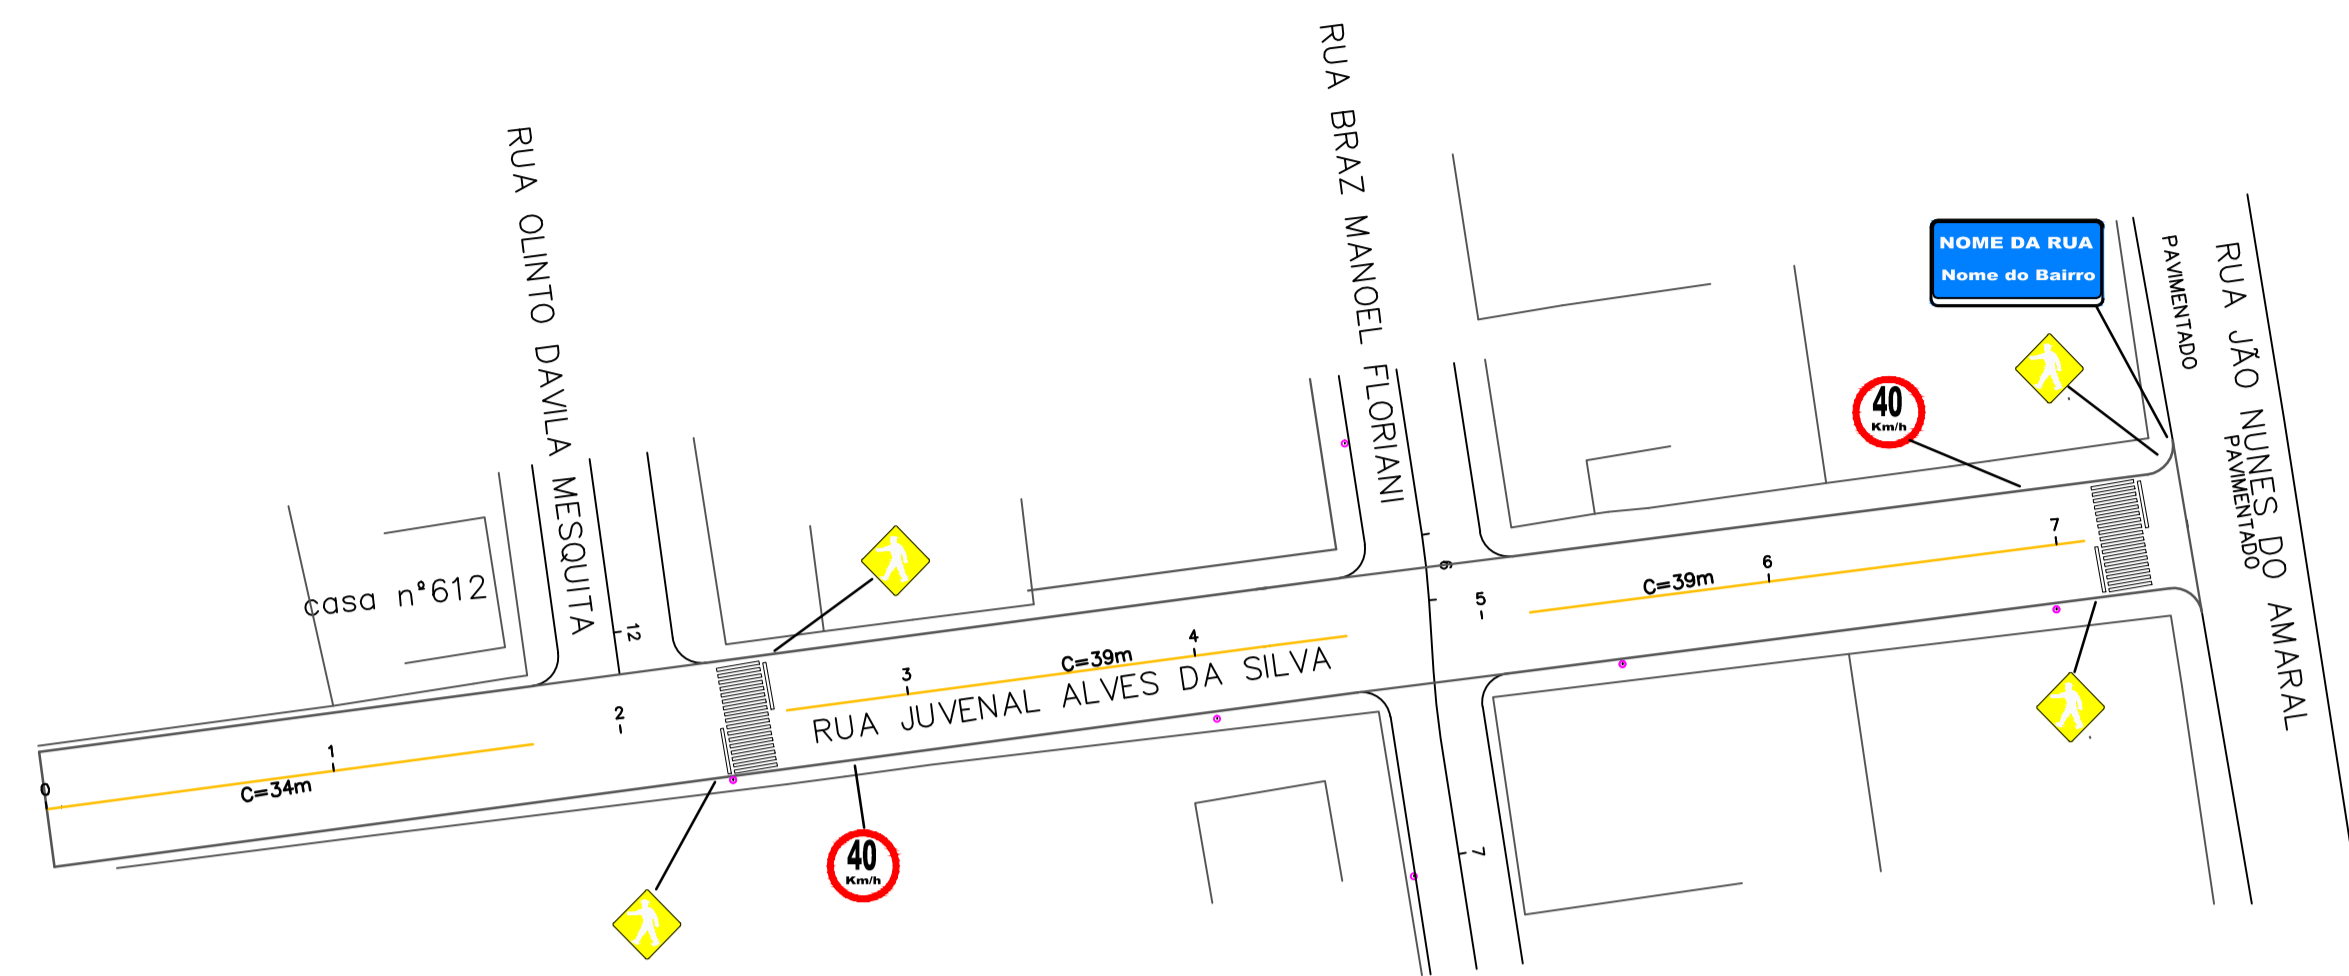 RUA OLINTO DAVILA MESQUITA
RUA BRAZ MANOEL FLORIANI
NOME DA RUA
Nome do Bairro
PAVIMENTADO
RUA JÃO NUNES DO AMARAL
PAVIMENTADO
40
Km/h
casa nº612
12
6
7
6
5
C=39m
4
C=39m
3
2
1
0
C=34m
RUA JUVENAL ALVES DA SILVA
40
Km/h
7